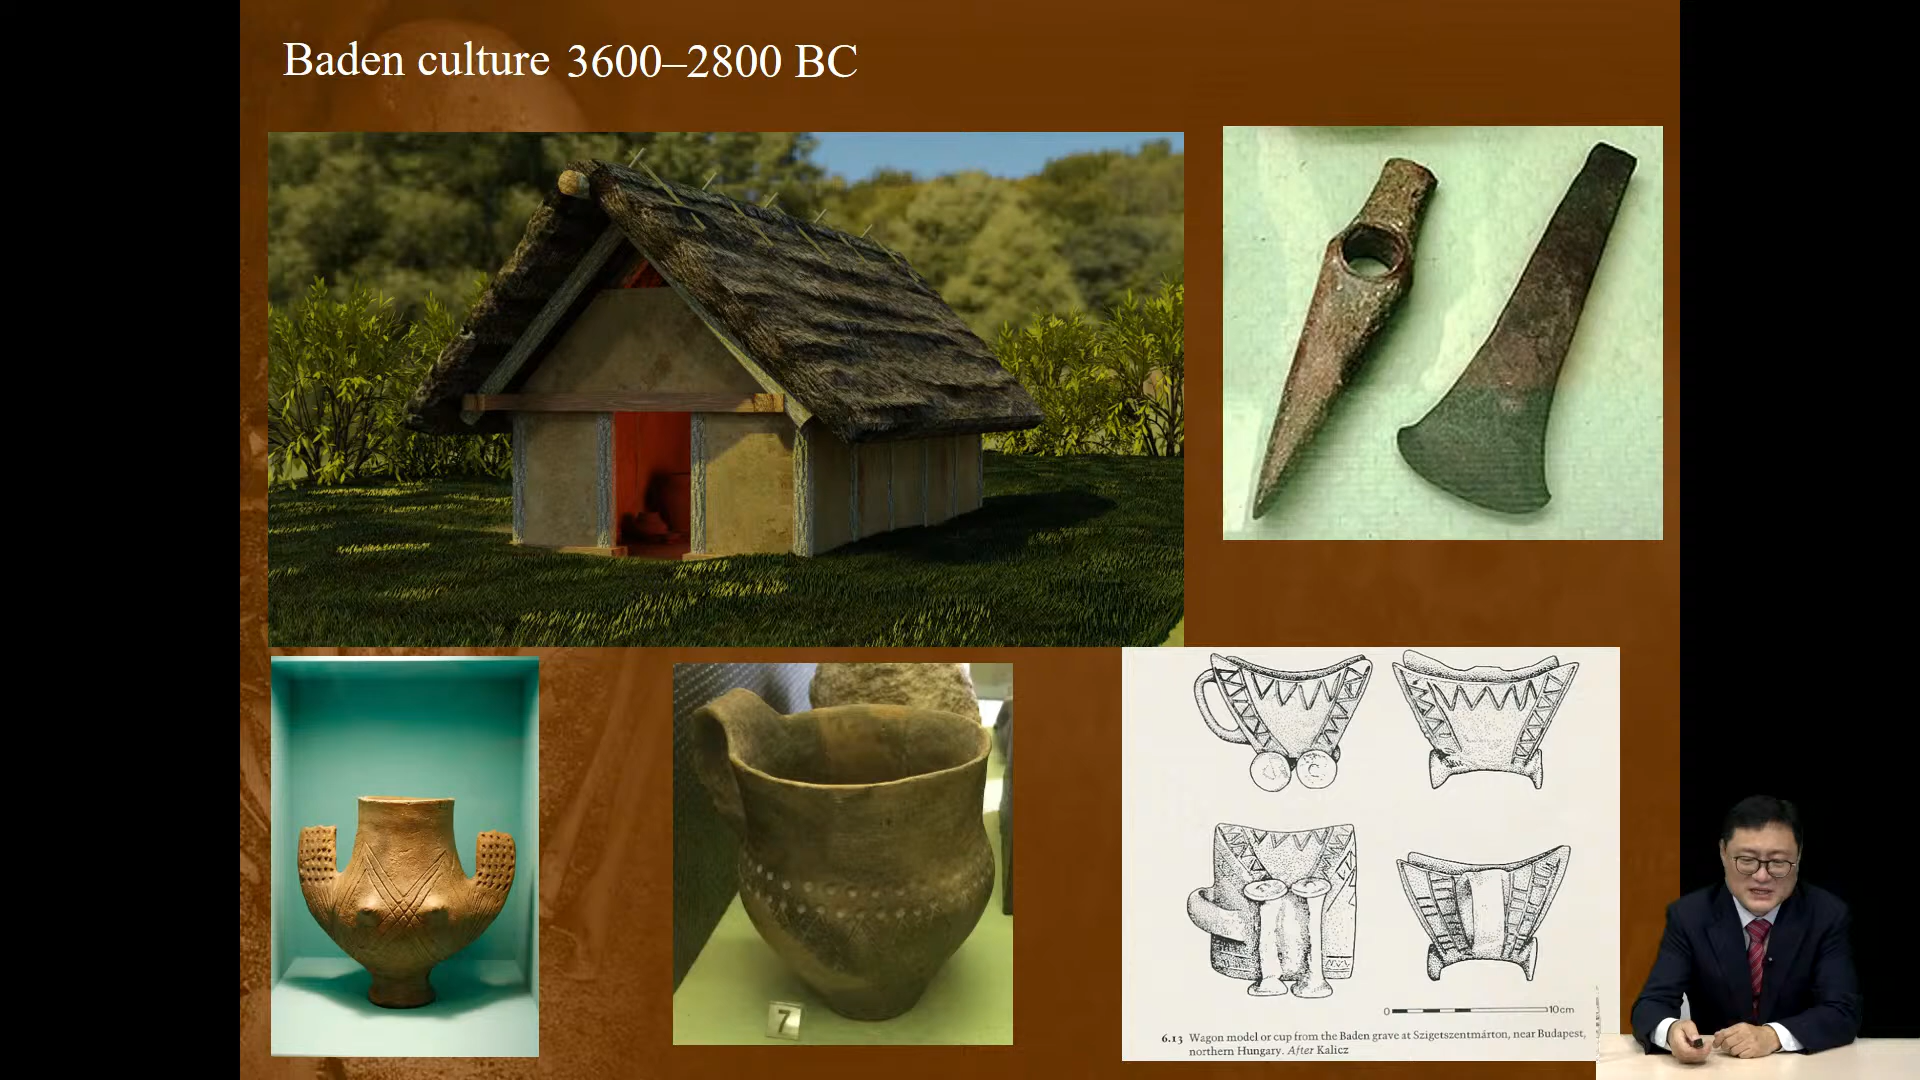 Baden culture 3600–2800 BC
7
0 10cm
6.13 Wagon model or cup from the Baden grave at Szigetszentmárton, near Budapest,
northern Hungary. After Kalicz